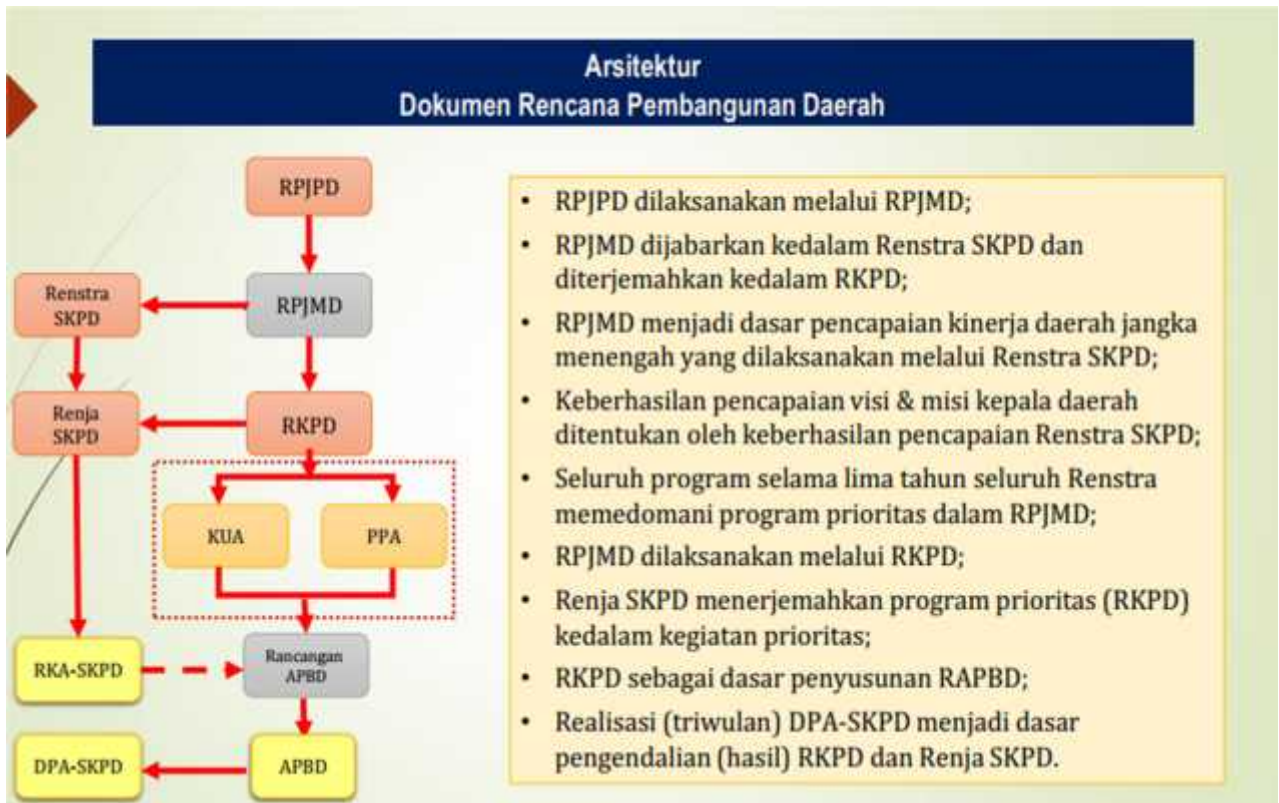 Arsitektur
Dokumen Rencana Pembangunan Daerah
RPJPD
Renstra
SKPD
RPJMD
Renja
SKPD
RKPD
KUA
PPA
RKA-SKPD
Rancangan
APBD
DPA-SKPD
APBD
• RPJPD dilaksanakan melalui RPJMD;
• RPJMD dijabarkan kedalam Renstra SKPD dan
diterjemahkan kedalam RKPD;
• RPJMD menjadi dasar pencapaian kinerja daerah jangka
menengah yang dilaksanakan melalui Renstra SKPD;
• Keberhasilan pencapaian visi & misi kepala daerah
ditentukan oleh keberhasilan pencapaian Renstra SKPD;
• Seluruh program selama lima tahun seluruh Renstra
memedomani program prioritas dalam RPJMD;
• RPJMD dilaksanakan melalui RKPD;
• Renja SKPD menerjemahkan program prioritas (RKPD)
kedalam kegiatan prioritas;
• RKPD sebagai dasar penyusunan RAPBD;
• Realisasi (triwulan) DPA-SKPD menjadi dasar
pengendalian (hasil) RKPD dan Renja SKPD.